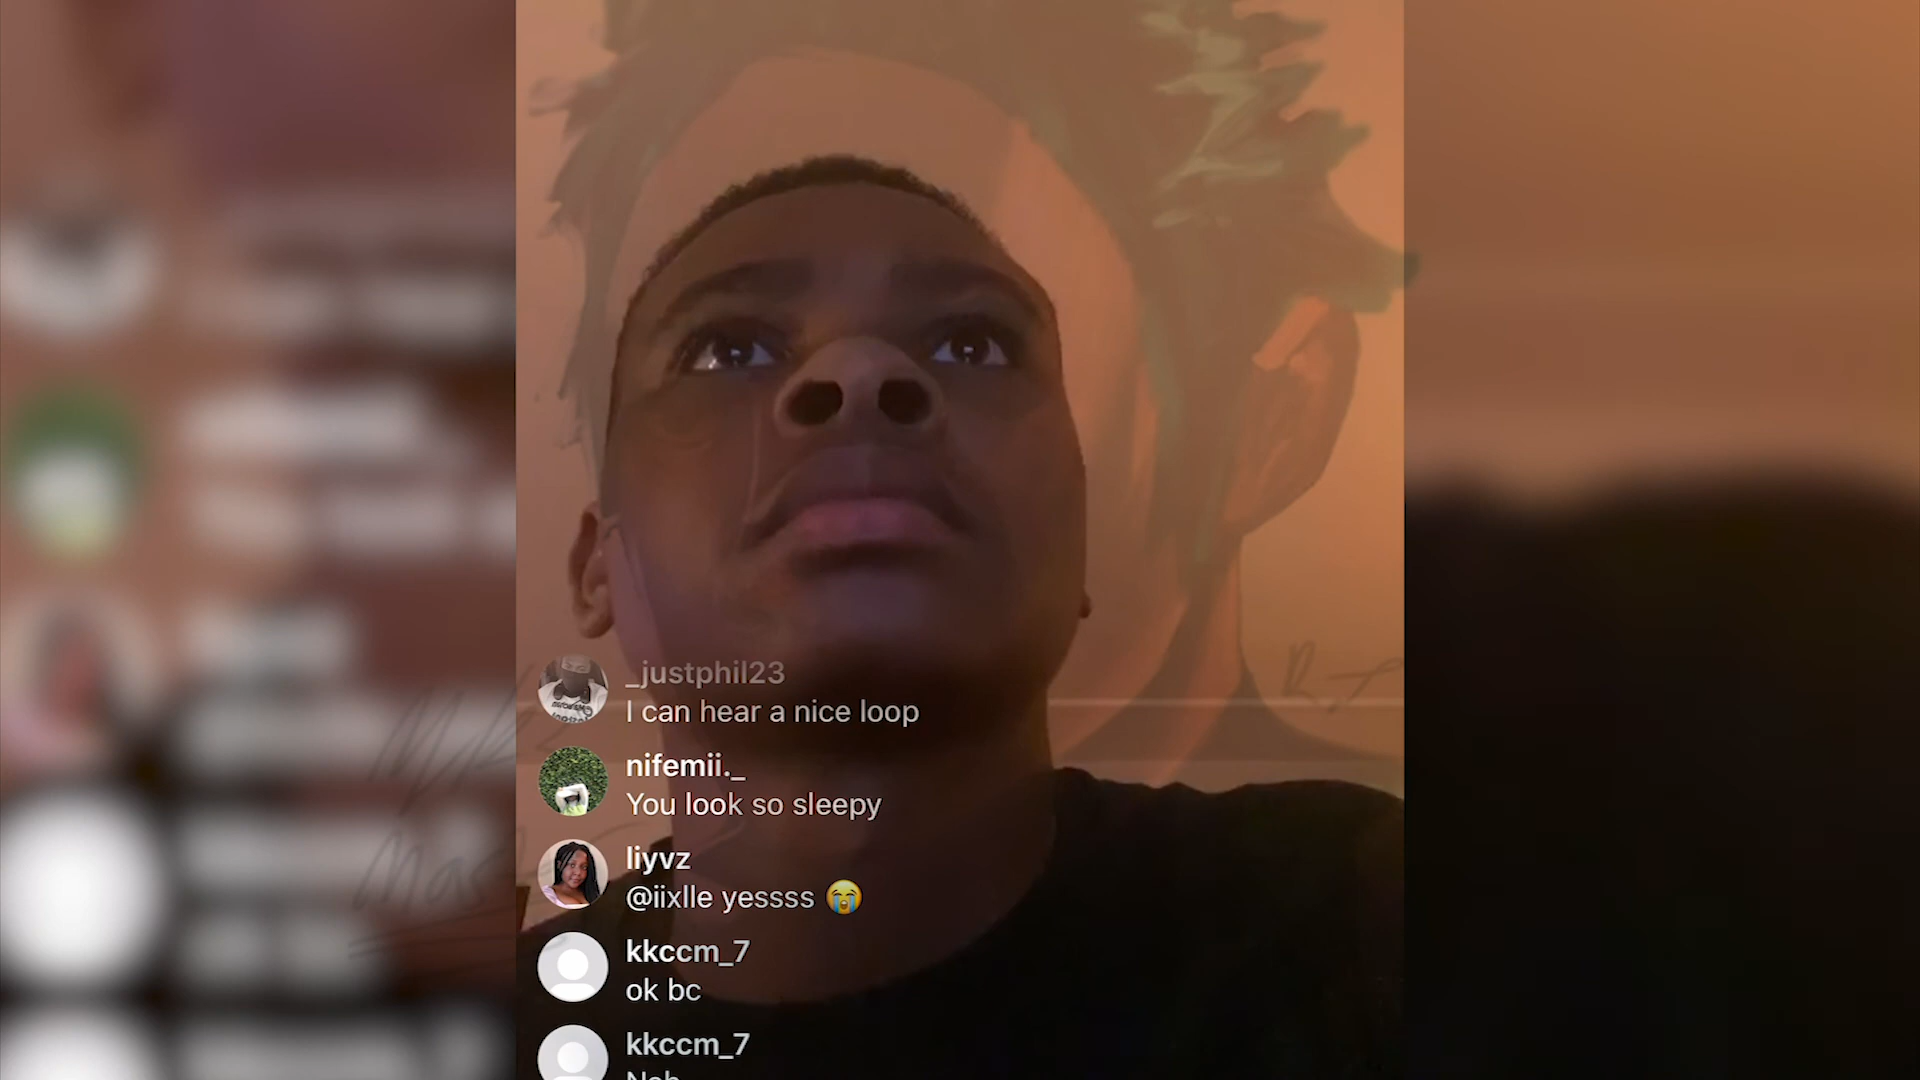 _justphil23
I can hear a nice loop
nifemii._
You look so sleepy
liyvz
@iixlle yessss 😭
kkccm_7
ok bc
kkccm_7